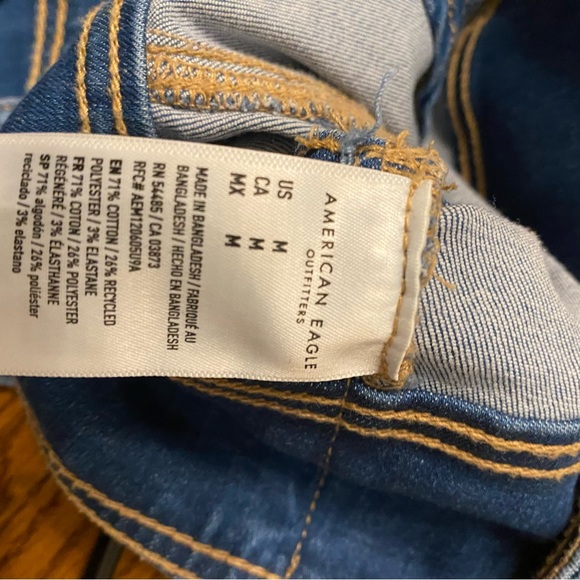 AMERICAN EAGLE
OUTFITTERS
US M
CA M
MX M
MADE IN BANGLADESH / FABRIQUÉ AU
BANGLADESH / HECHO EN BANGLADESH
RN 54485 / CA 03873
RFC# AEM120605U9A
EN 71% COTTON / 26% RECYCLED
POLYESTER / 3% ELASTANE
FR 71% COTON / 26% POLYESTER
RÉGÉNÉRÉ / 3% ÉLASTHANNE
SP 71% algodón / 26% poliéster
reciclado / 3% elastano